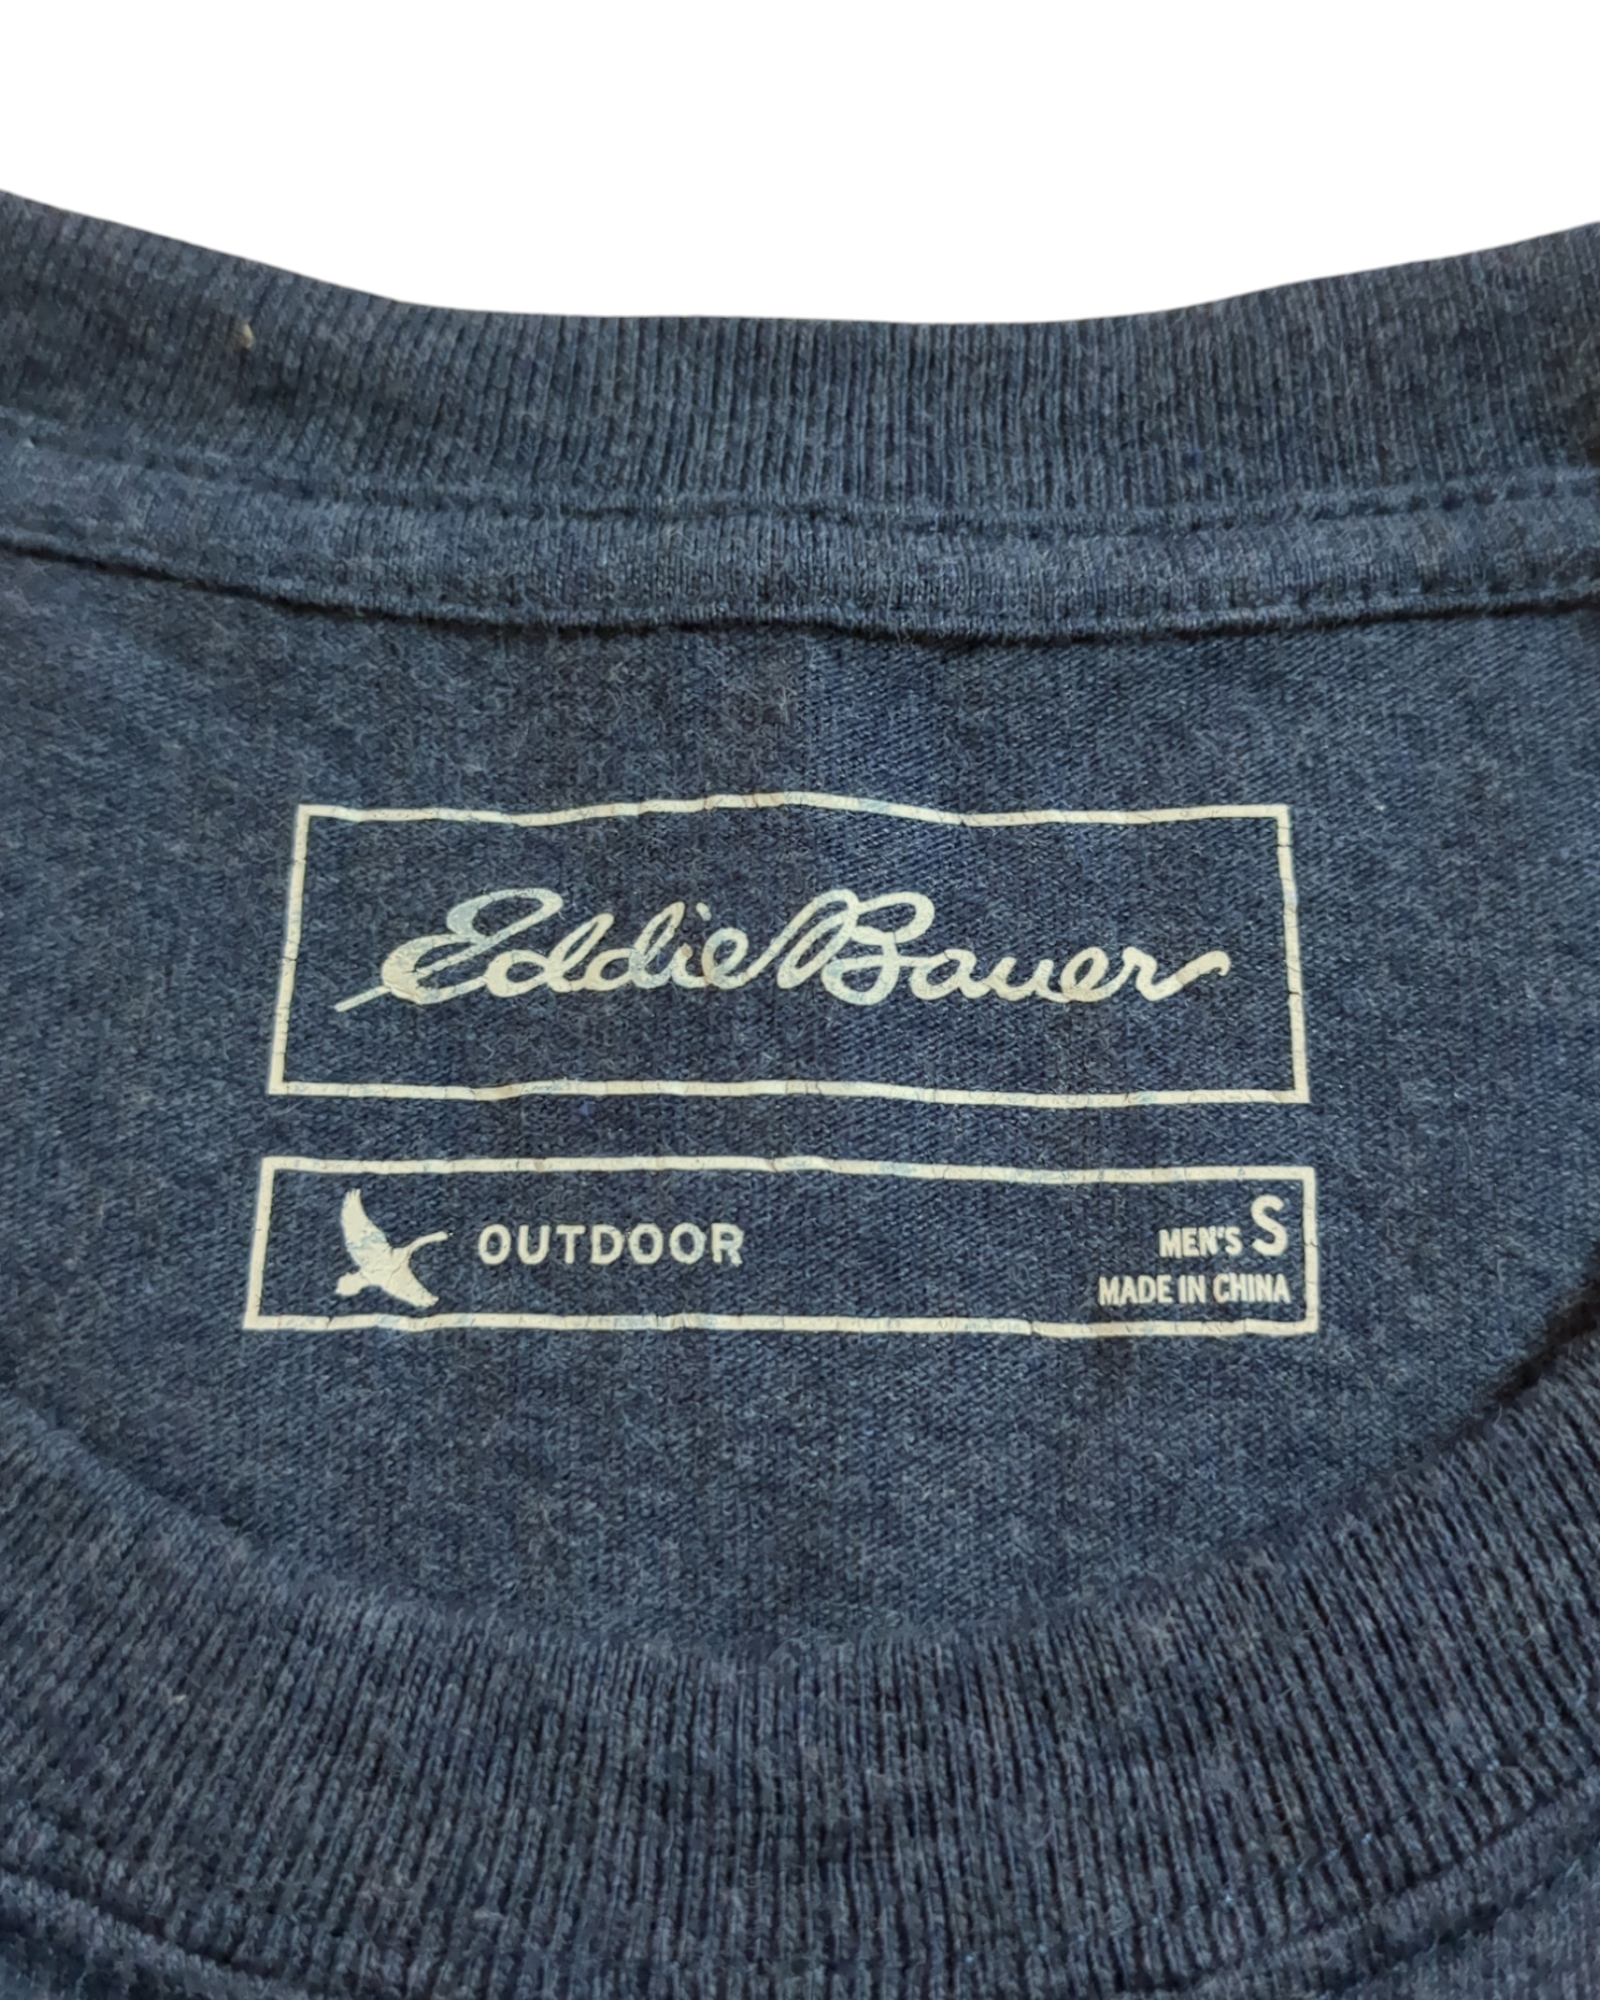 Eddie Bauer
OUTDOOR
MEN'S S
MADE IN CHINA